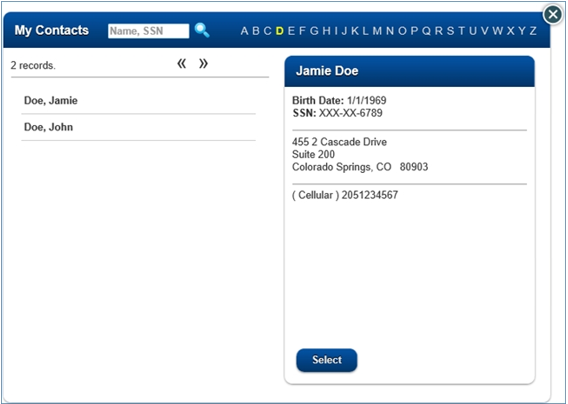 My Contacts
Name, SSN
A B C D E F G H I J K L M N O P Q R S T U V W X Y Z
2 records.
« »
Doe, Jamie
Doe, John
Jamie Doe
Birth Date: 1/1/1969
SSN: XXX-XX-6789
455 2 Cascade Drive
Suite 200
Colorado Springs, CO 80903
( Cellular ) 2051234567
Select